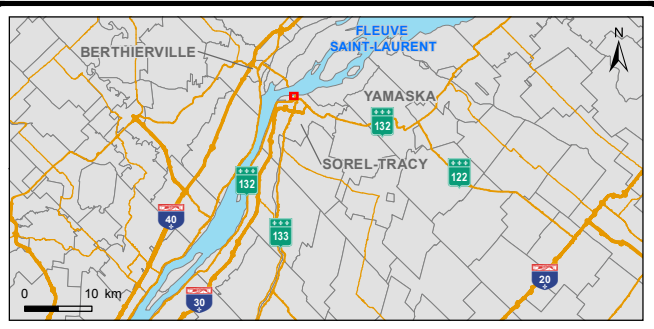 FLEUVE
SAINT-LAURENT
N
BERTHIERVILLE
YAMASKA
132
SOREL-TRACY
122
132
40
133
20
0 10 km
30